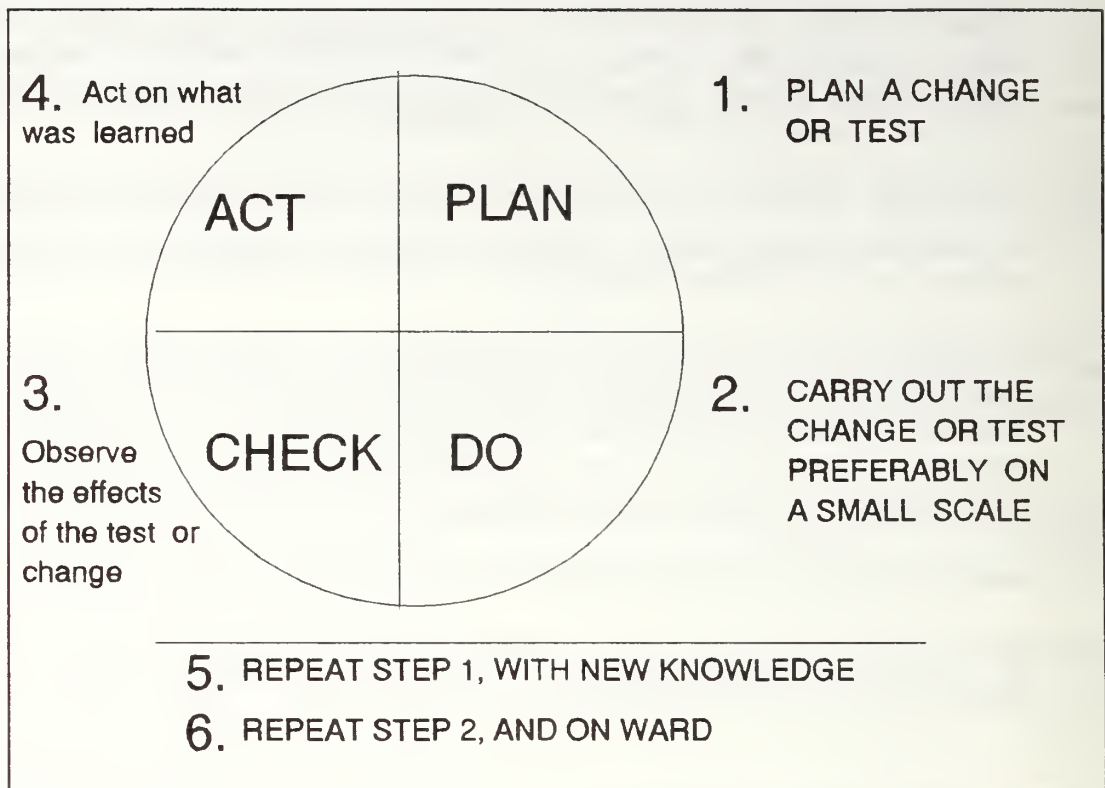 4. Act on what
was learned
ACT
PLAN
1. PLAN A CHANGE
OR TEST
3.
Observe
the effects
of the test or
change
CHECK
DO
2. CARRY OUT THE
CHANGE OR TEST
PREFERABLY ON
A SMALL SCALE
5. REPEAT STEP 1, WITH NEW KNOWLEDGE
6. REPEAT STEP 2, AND ON WARD